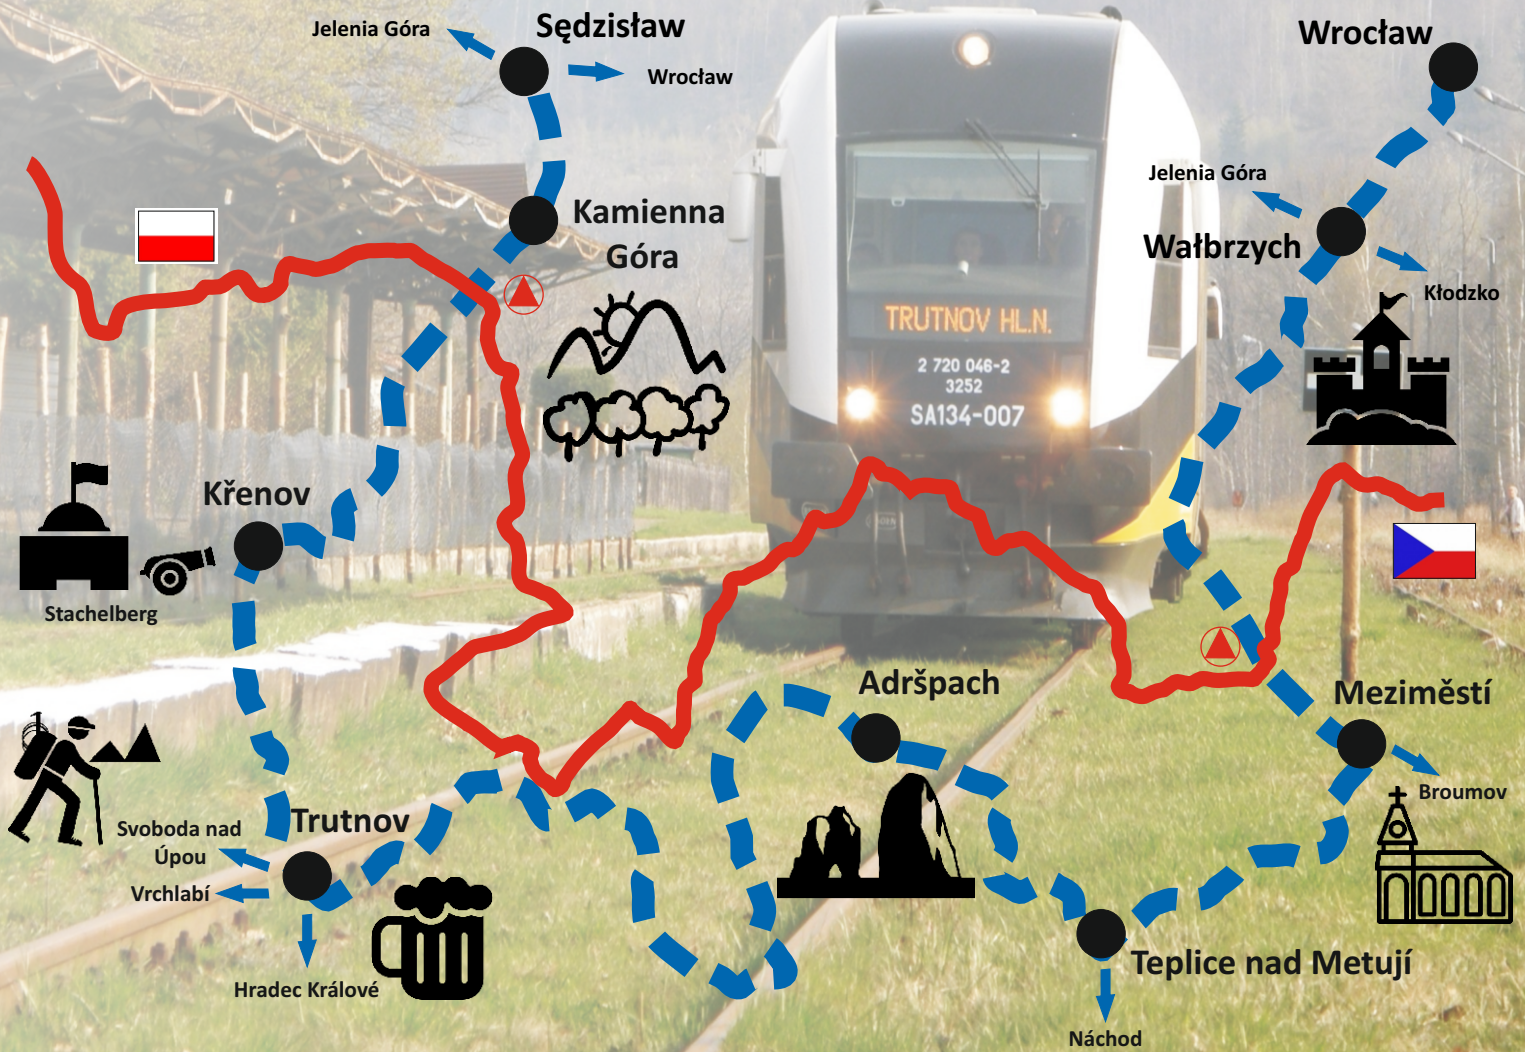 Jelenia Góra
Sędzisław
Wrocław
Wrocław
Jelenia Góra
Kamienna
Góra
Wałbrzych
Kłodzko
TRUTNOV HL.N.
2 720 046-2
3252
SA134-007
Křenov
Stachelberg
Adršpach
Meziměstí
Broumov
Trutnov
Svoboda nad
Úpou
Vrchlabí
Hradec Králové
Teplice nad Metují
Náchod